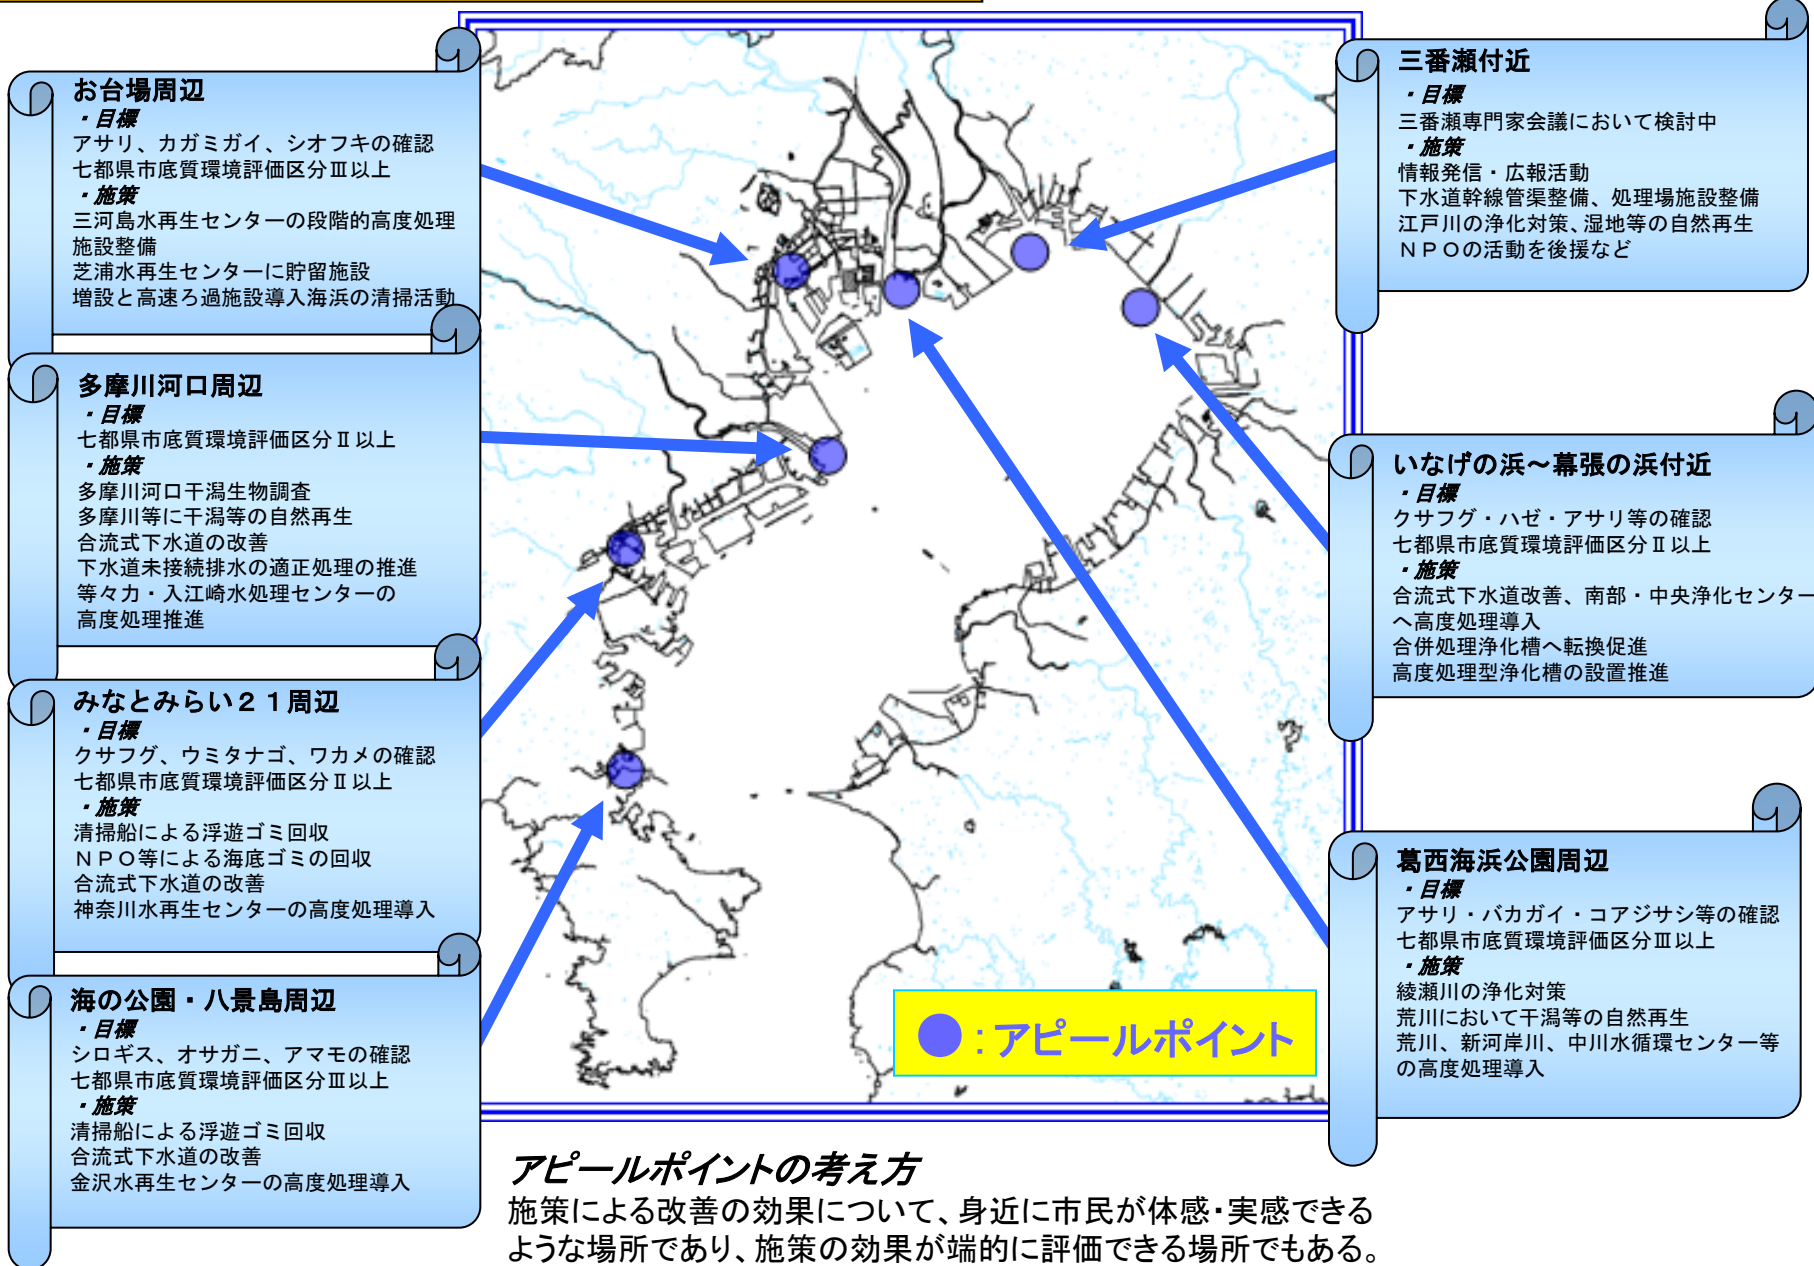 お台場周辺
・目標
アサリ、カガミガイ、シオフキの確認
七都県市底質環境評価区分Ⅲ以上
・施策
三河島水再生センターの段階的高度処理
施設整備
芝浦水再生センターに貯留施設
増設と高速ろ過施設導入海浜の清掃活動
多摩川河口周辺
・目標
七都県市底質環境評価区分Ⅱ以上
・施策
多摩川河口干潟生物調査
多摩川等に干潟等の自然再生
合流式下水道の改善
下水道未接続排水の適正処理の推進
等々力・入江崎水処理センターの
高度処理推進
みなとみらい２１周辺
・目標
クサフグ、ウミタナゴ、ワカメの確認
七都県市底質環境評価区分Ⅱ以上
・施策
清掃船による浮遊ゴミ回収
ＮＰＯ等による海底ゴミの回収
合流式下水道の改善
神奈川水再生センターの高度処理導入
海の公園・八景島周辺
・目標
シロギス、オサガニ、アマモの確認
七都県市底質環境評価区分Ⅲ以上
・施策
清掃船による浮遊ゴミ回収
合流式下水道の改善
金沢水再生センターの高度処理導入
三番瀬付近
・目標
三番瀬専門家会議において検討中
・施策
情報発信・広報活動
下水道幹線管渠整備、処理場施設整備
江戸川の浄化対策、湿地等の自然再生
ＮＰＯの活動を後援など
いなげの浜～幕張の浜付近
・目標
クサフグ・ハゼ・アサリ等の確認
七都県市底質環境評価区分Ⅱ以上
・施策
合流式下水道改善、南部・中央浄化センター
へ高度処理導入
合併処理浄化槽へ転換促進
高度処理型浄化槽の設置推進
葛西海浜公園周辺
・目標
アサリ・バカガイ・コアジサシ等の確認
七都県市底質環境評価区分Ⅲ以上
・施策
綾瀬川の浄化対策
荒川において干潟等の自然再生
荒川、新河岸川、中川水循環センター等
の高度処理導入
●：アピールポイント
アピールポイントの考え方
施策による改善の効果について、身近に市民が体感・実感できる
ような場所であり、施策の効果が端的に評価できる場所でもある。